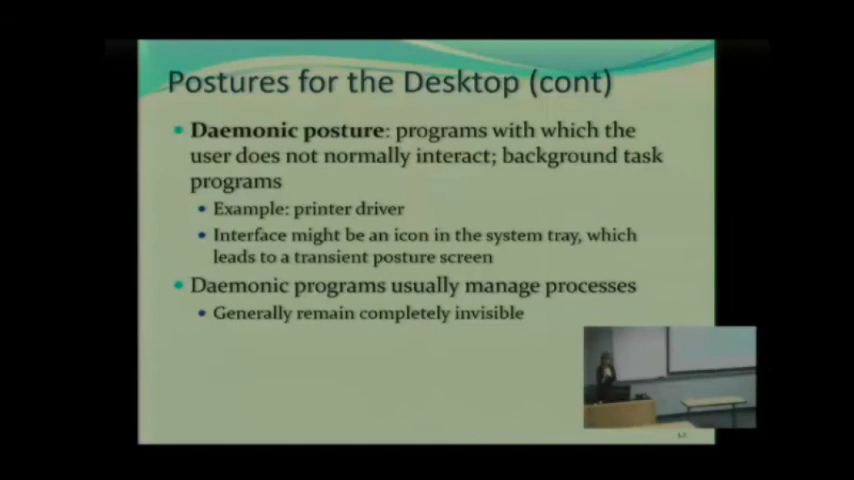 Postures for the Desktop (cont)
Daemonic posture: programs with which the
user does not normally interact; background task
programs
Example: printer driver
Interface might be an icon in the system tray, which
leads to a transient posture screen
Daemonic programs usually manage processes
Generally remain completely invisible